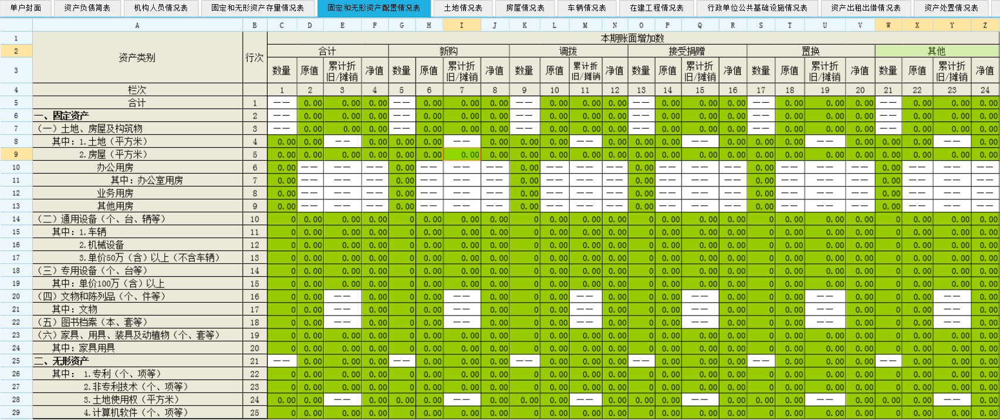 单户封面 资产负债简表 机构人员情况表 固定和无形资产存量情况表 固定和无形资产配置情况表 土地情况表 房屋情况表 车辆情况表 在建工程情况表 行政单位公共基础设施情况表 资产出租出借情况表 资产处置情况表
A B C D E F G H I J K L M N O P Q R S T U V W X Y Z
1 资产类别 行次 本期账面增加数
2 合计 新购 调拨 接受捐赠 置换 其他
3 数量 原值 累计折旧/摊销 净值 数量 原值 累计折旧/摊销 净值 数量 原值 累计折旧/摊销 净值 数量 原值 累计折旧/摊销 净值 数量 原值 累计折旧/摊销 净值 数量 原值 累计折旧/摊销 净值
4 栏次 1 2 3 4 5 6 7 8 9 10 11 12 13 14 15 16 17 18 19 20 21 22 23 24
5 合计 1 —— 0.00 0.00 0.00 —— 0.00 0.00 0.00 —— 0.00 0.00 0.00 —— 0.00 0.00 0.00 —— 0.00 0.00 0.00 —— 0.00 0.00 0.00
6 一、固定资产 2 —— 0.00 0.00 0.00 —— 0.00 0.00 0.00 —— 0.00 0.00 0.00 —— 0.00 0.00 0.00 —— 0.00 0.00 0.00 —— 0.00 0.00 0.00
7 （一）土地、房屋及构筑物 3 —— 0.00 0.00 0.00 —— 0.00 0.00 0.00 —— 0.00 0.00 0.00 —— 0.00 0.00 0.00 —— 0.00 0.00 0.00 —— 0.00 0.00 0.00
8 其中：1.土地（平方米） 4 0.00 0.00 —— 0.00 0.00 0.00 —— 0.00 0.00 0.00 —— 0.00 0.00 0.00 —— 0.00 0.00 0.00 —— 0.00 0.00 0.00 —— 0.00
9 2.房屋（平方米） 5 0.00 0.00 0.00 0.00 0.00 0.00 0.00 0.00 0.00 0.00 0.00 0.00 0.00 0.00 0.00 0.00 0.00 0.00 0.00 0.00 0.00 0.00 0.00 0.00
10 办公用房 6 0.00 —— —— —— 0.00 —— —— —— 0.00 —— —— —— 0.00 —— —— —— 0.00 —— —— —— 0.00 —— —— ——
11 其中：办公室用房 7 0.00 —— —— —— 0.00 —— —— —— 0.00 —— —— —— 0.00 —— —— —— 0.00 —— —— —— 0.00 —— —— ——
12 业务用房 8 0.00 —— —— —— 0.00 —— —— —— 0.00 —— —— —— 0.00 —— —— —— 0.00 —— —— —— 0.00 —— —— ——
13 其他用房 9 0.00 —— —— —— 0.00 —— —— —— 0.00 —— —— —— 0.00 —— —— —— 0.00 —— —— —— 0.00 —— —— ——
14 （二）通用设备（个、台、辆等） 10 0 0.00 0.00 0.00 0 0.00 0.00 0.00 0 0.00 0.00 0.00 0 0.00 0.00 0.00 0 0.00 0.00 0.00 0 0.00 0.00 0.00
15 其中：1.车辆 11 0 0.00 0.00 0.00 0 0.00 0.00 0.00 0 0.00 0.00 0.00 0 0.00 0.00 0.00 0 0.00 0.00 0.00 0 0.00 0.00 0.00
16 2.机械设备 12 0 0.00 0.00 0.00 0 0.00 0.00 0.00 0 0.00 0.00 0.00 0 0.00 0.00 0.00 0 0.00 0.00 0.00 0 0.00 0.00 0.00
17 3.单价50万（含）以上（不含车辆） 13 0 0.00 0.00 0.00 0 0.00 0.00 0.00 0 0.00 0.00 0.00 0 0.00 0.00 0.00 0 0.00 0.00 0.00 0 0.00 0.00 0.00
18 （三）专用设备（个、台等） 14 0 0.00 0.00 0.00 0 0.00 0.00 0.00 0 0.00 0.00 0.00 0 0.00 0.00 0.00 0 0.00 0.00 0.00 0 0.00 0.00 0.00
19 其中：单价100万（含）以上 15 0 0.00 0.00 0.00 0 0.00 0.00 0.00 0 0.00 0.00 0.00 0 0.00 0.00 0.00 0 0.00 0.00 0.00 0 0.00 0.00 0.00
20 （四）文物和陈列品（个、件等） 16 0 0.00 —— 0.00 0 0.00 —— 0.00 0 0.00 —— 0.00 0 0.00 —— 0.00 0 0.00 —— 0.00 0 0.00 —— 0.00
21 其中：文物 17 0 0.00 —— 0.00 0 0.00 —— 0.00 0 0.00 —— 0.00 0 0.00 —— 0.00 0 0.00 —— 0.00 0 0.00 —— 0.00
22 （五）图书档案（本、套等） 18 0 0.00 —— 0.00 0 0.00 —— 0.00 0 0.00 —— 0.00 0 0.00 —— 0.00 0 0.00 —— 0.00 0 0.00 —— 0.00
23 （六）家具、用具、装具及动植物（个、套等） 19 0 0.00 0.00 0.00 0 0.00 0.00 0.00 0 0.00 0.00 0.00 0 0.00 0.00 0.00 0 0.00 0.00 0.00 0 0.00 0.00 0.00
24 其中：家具用具 20 0 0.00 0.00 0.00 0 0.00 0.00 0.00 0 0.00 0.00 0.00 0 0.00 0.00 0.00 0 0.00 0.00 0.00 0 0.00 0.00 0.00
25 二、无形资产 21 —— 0.00 0.00 0.00 —— 0.00 0.00 0.00 —— 0.00 0.00 0.00 —— 0.00 0.00 0.00 —— 0.00 0.00 0.00 —— 0.00 0.00 0.00
26 其中： 1.专利（个、项等） 22 0 0.00 0.00 0.00 0 0.00 0.00 0.00 0 0.00 0.00 0.00 0 0.00 0.00 0.00 0 0.00 0.00 0.00 0 0.00 0.00 0.00
27 2.非专利技术（个、项等） 23 0 0.00 0.00 0.00 0 0.00 0.00 0.00 0 0.00 0.00 0.00 0 0.00 0.00 0.00 0 0.00 0.00 0.00 0 0.00 0.00 0.00
28 3.土地使用权（平方米） 24 0.00 0.00 —— 0.00 0.00 0.00 —— 0.00 0.00 0.00 —— 0.00 0.00 0.00 —— 0.00 0.00 0.00 —— 0.00 0.00 0.00 —— 0.00
29 4.计算机软件（个、项等） 25 0 0.00 0.00 0.00 0 0.00 0.00 0.00 0 0.00 0.00 0.00 0 0.00 0.00 0.00 0 0.00 0.00 0.00 0 0.00 0.00 0.00